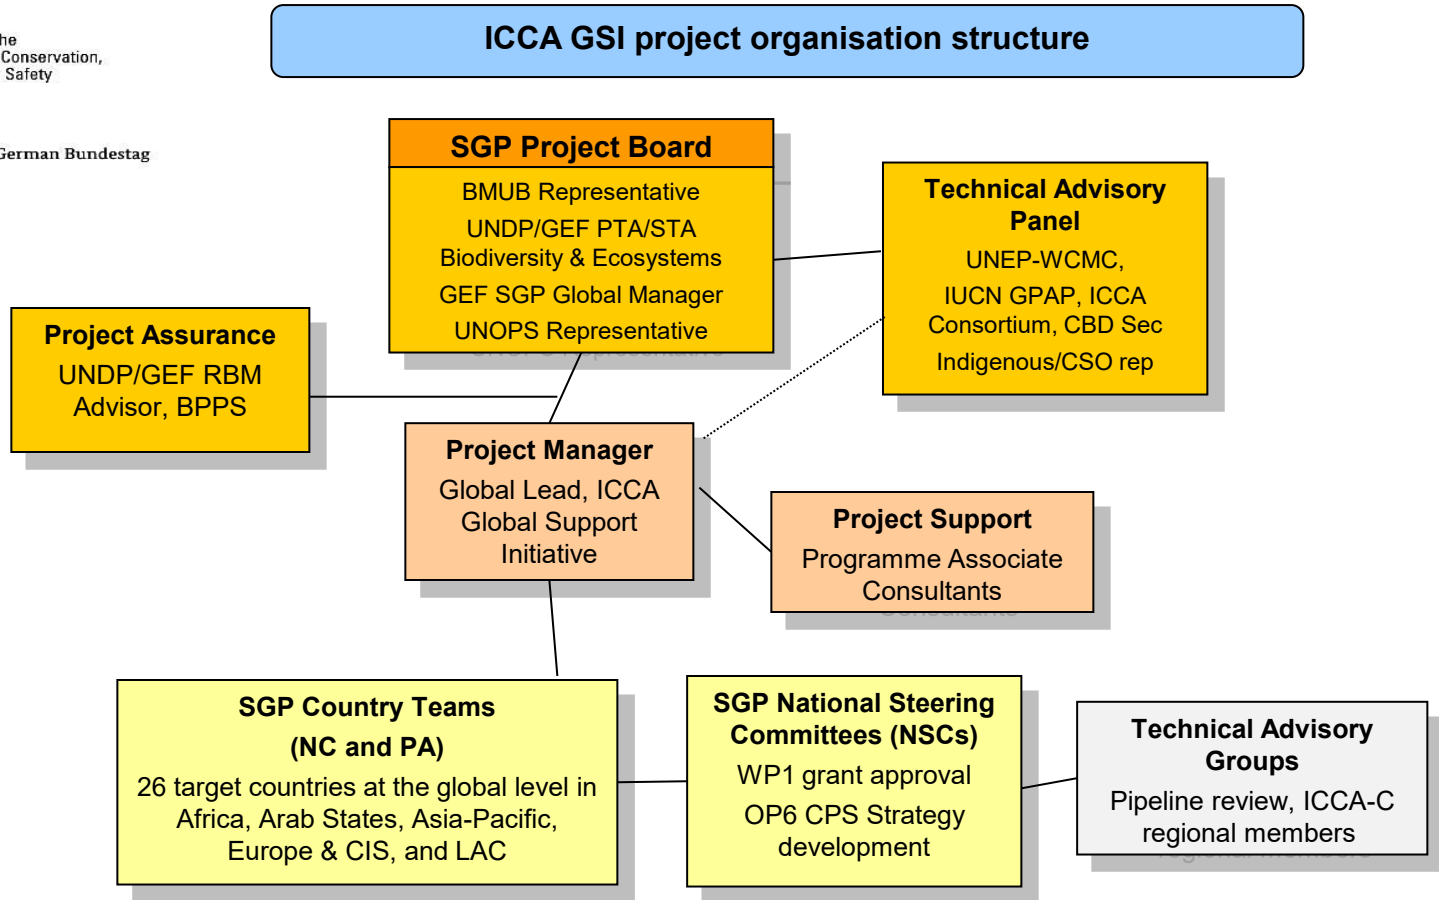 he
Conservation,
Safety
German Bundestag
ICCA GSI project organisation structure
SGP Project Board
BMUB Representative
UNDP/GEF PTA/STA
Biodiversity & Ecosystems
GEF SGP Global Manager
UNOPS Representative
Technical Advisory
Panel
UNEP-WCMC,
IUCN GPAP, ICCA
Consortium, CBD Sec
Indigenous/CSO rep
Project Assurance
UNDP/GEF RBM
Advisor, BPPS
Project Manager
Global Lead, ICCA
Global Support
Initiative
Project Support
Programme Associate
Consultants
SGP Country Teams
(NC and PA)
26 target countries at the global level in
Africa, Arab States, Asia-Pacific,
Europe & CIS, and LAC
SGP National Steering
Committees (NSCs)
WP1 grant approval
OP6 CPS Strategy
development
Technical Advisory
Groups
Pipeline review, ICCA-C
regional members